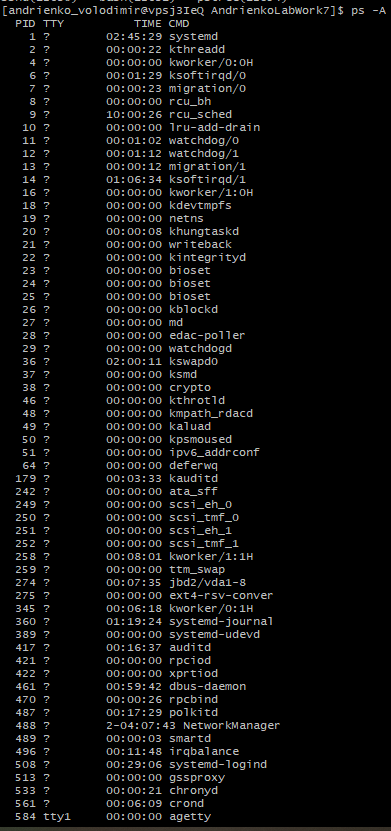 [andrienko_volodimir@vpsj3IeQ AndrienkoLabWork7]$ ps -A
PID TTY TIME CMD
1 ? 02:45:29 systemd
2 ? 00:00:22 kthreadd
4 ? 00:00:00 kworker/0:0H
6 ? 00:01:29 ksoftirqd/0
7 ? 00:00:23 migration/0
8 ? 00:00:00 rcu_bh
9 ? 10:00:26 rcu_sched
10 ? 00:00:00 lru-add-drain
11 ? 00:01:02 watchdog/0
12 ? 00:01:12 watchdog/1
13 ? 00:00:12 migration/1
14 ? 01:06:34 ksoftirqd/1
16 ? 00:00:00 kworker/1:0H
18 ? 00:00:00 kdevtmpfs
19 ? 00:00:00 netns
20 ? 00:00:08 khungtaskd
21 ? 00:00:00 writeback
22 ? 00:00:00 kintegrityd
23 ? 00:00:00 bioset
24 ? 00:00:00 bioset
25 ? 00:00:00 bioset
26 ? 00:00:00 kblockd
27 ? 00:00:00 md
28 ? 00:00:00 edac-poller
29 ? 00:00:00 watchdogd
36 ? 02:00:11 kswapd0
37 ? 00:00:00 ksmd
38 ? 00:00:00 crypto
46 ? 00:00:00 kthrotld
48 ? 00:00:00 kmpath_rdacd
49 ? 00:00:00 kaluad
50 ? 00:00:00 kpsmoused
51 ? 00:00:00 ipv6_addrconf
64 ? 00:00:00 deferwq
179 ? 00:03:33 kauditd
242 ? 00:00:00 ata_sff
249 ? 00:00:00 scsi_eh_0
250 ? 00:00:00 scsi_tmf_0
251 ? 00:00:00 scsi_eh_1
252 ? 00:00:00 scsi_tmf_1
258 ? 00:08:01 kworker/1:1H
259 ? 00:00:00 ttm_swap
274 ? 00:07:35 jbd2/vda1-8
275 ? 00:00:00 ext4-rsv-conver
345 ? 00:06:18 kworker/0:1H
360 ? 01:19:24 systemd-journal
389 ? 00:00:00 systemd-udevd
417 ? 00:16:37 auditd
421 ? 00:00:00 rpciod
422 ? 00:00:00 xprtiod
461 ? 00:59:42 dbus-daemon
470 ? 00:00:26 rpcbind
487 ? 00:17:29 polkitd
488 ? 2-04:07:43 NetworkManager
489 ? 00:00:03 smartd
496 ? 00:11:48 irqbalance
508 ? 00:29:06 systemd-logind
513 ? 00:00:00 gssproxy
533 ? 00:00:21 chronyd
561 ? 00:06:09 crond
584 tty1 00:00:00 agetty